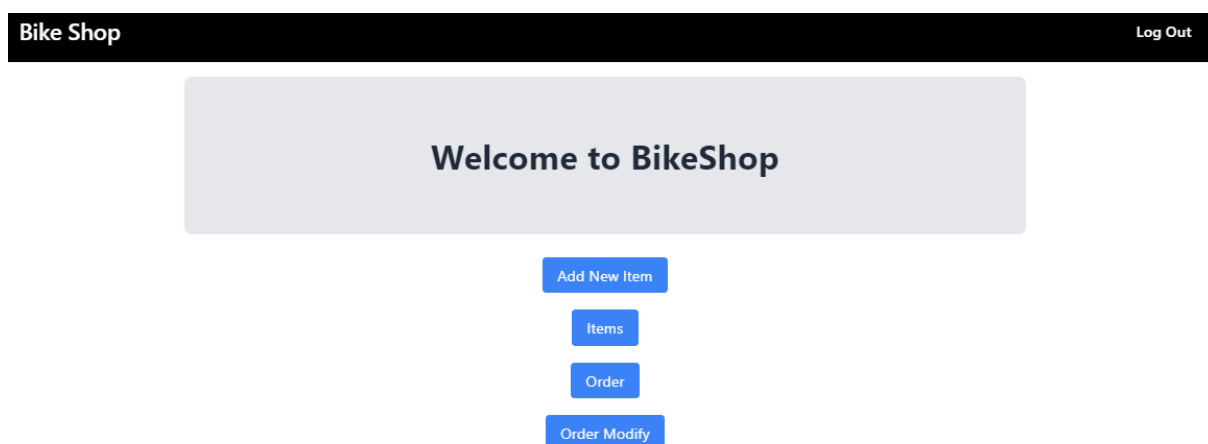 Bike Shop
Log Out
Welcome to BikeShop
Add New Item
Items
Order
Order Modify